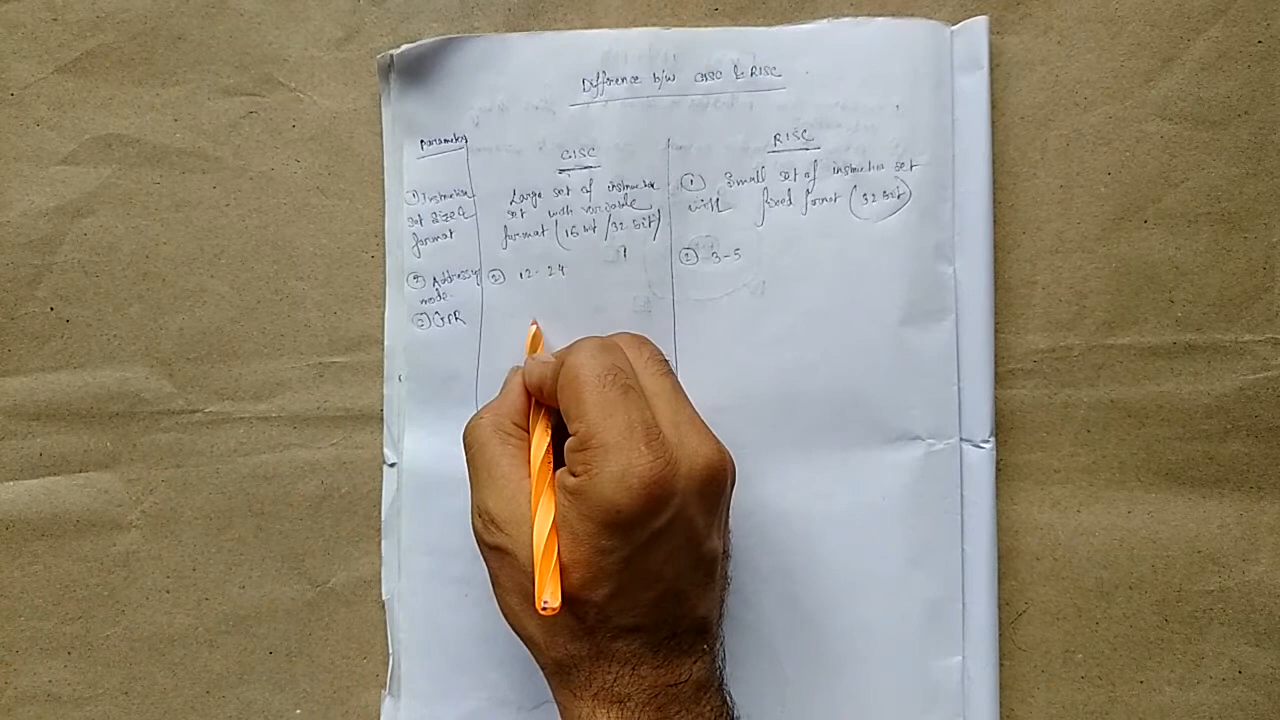 Difference b/w CISC & RISC
Parameter
CISC
RISC
① Instruction
set size &
format
Large set of instruction
set with variable
format (16 bit / 32 bit)
① Small set of instruction set
with fixed format (32 bit)
② Addressing
mode.
② 12-24
② 3-5
③ GPR